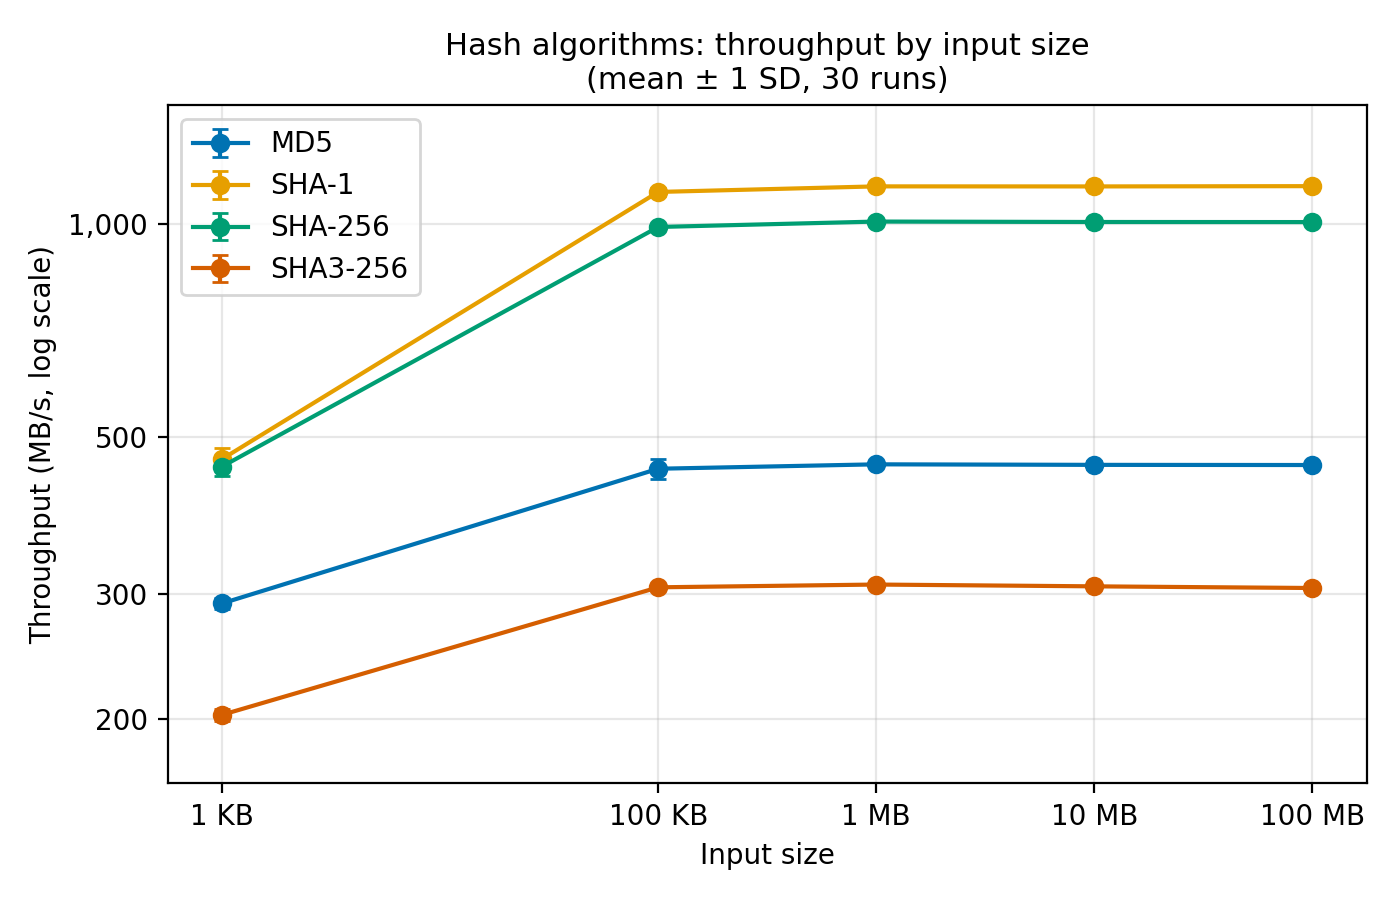 Hash algorithms: throughput by input size
(mean ± 1 SD, 30 runs)
MD5
SHA-1
SHA-256
SHA3-256
Throughput (MB/s, log scale)
1,000
500
300
200
1 KB
100 KB
1 MB
10 MB
100 MB
Input size